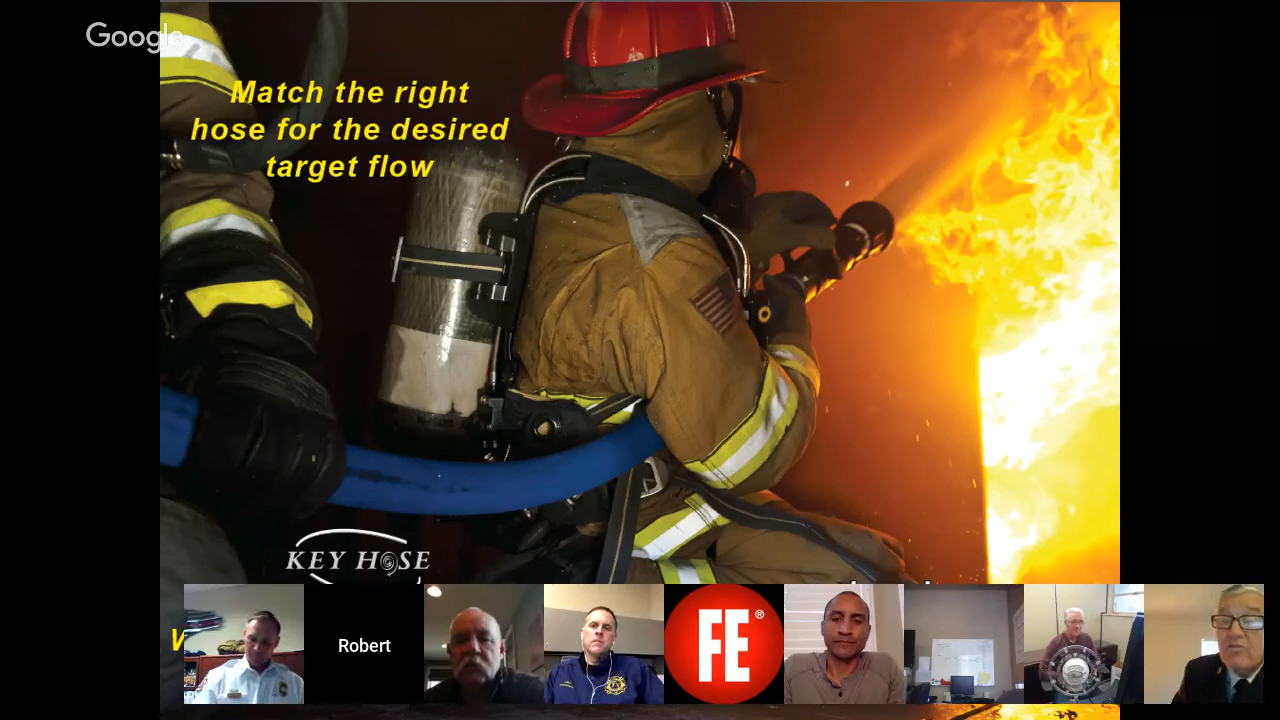 Google
Match the right
hose for the desired
target flow
KEY HOSE
Robert
FE®